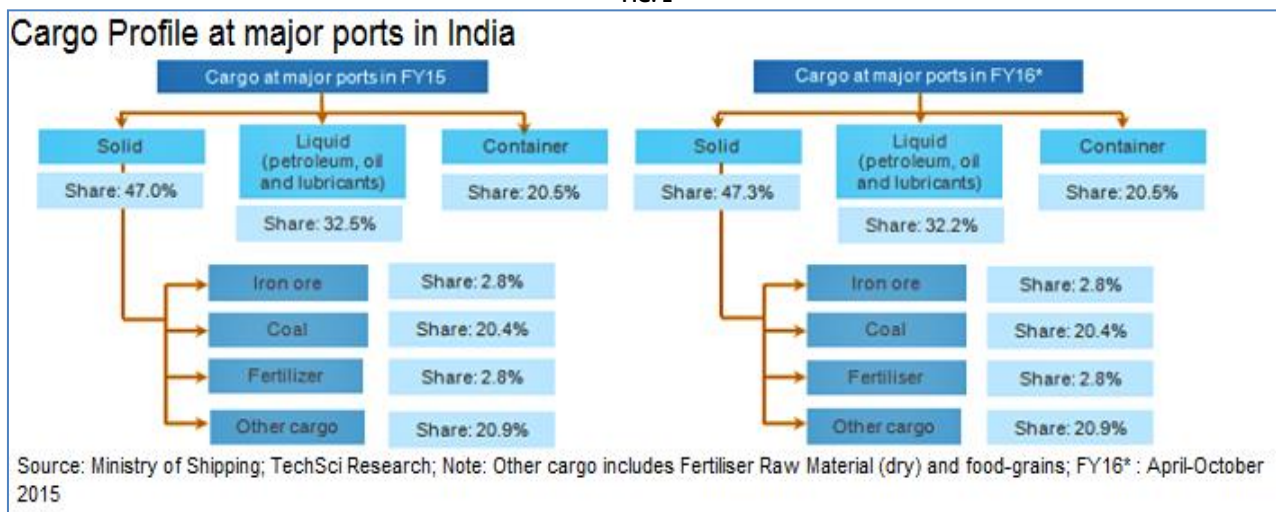 Cargo Profile at major ports in India
Cargo at major ports in FY15
Solid
Share: 47.0%
Liquid
(petroleum, oil
and lubricants)
Share: 32.5%
Container
Share: 20.5%
Iron ore
Share: 2.8%
Coal
Share: 20.4%
Fertilizer
Share: 2.8%
Other cargo
Share: 20.9%
Cargo at major ports in FY16*
Solid
Share: 47.3%
Liquid
(petroleum, oil
and lubricants)
Share: 32.2%
Container
Share: 20.5%
Iron ore
Share: 2.8%
Coal
Share: 20.4%
Fertiliser
Share: 2.8%
Other cargo
Share: 20.9%
Source: Ministry of Shipping; TechSci Research; Note: Other cargo includes Fertiliser Raw Material (dry) and food-grains; FY16* : April-October
2015